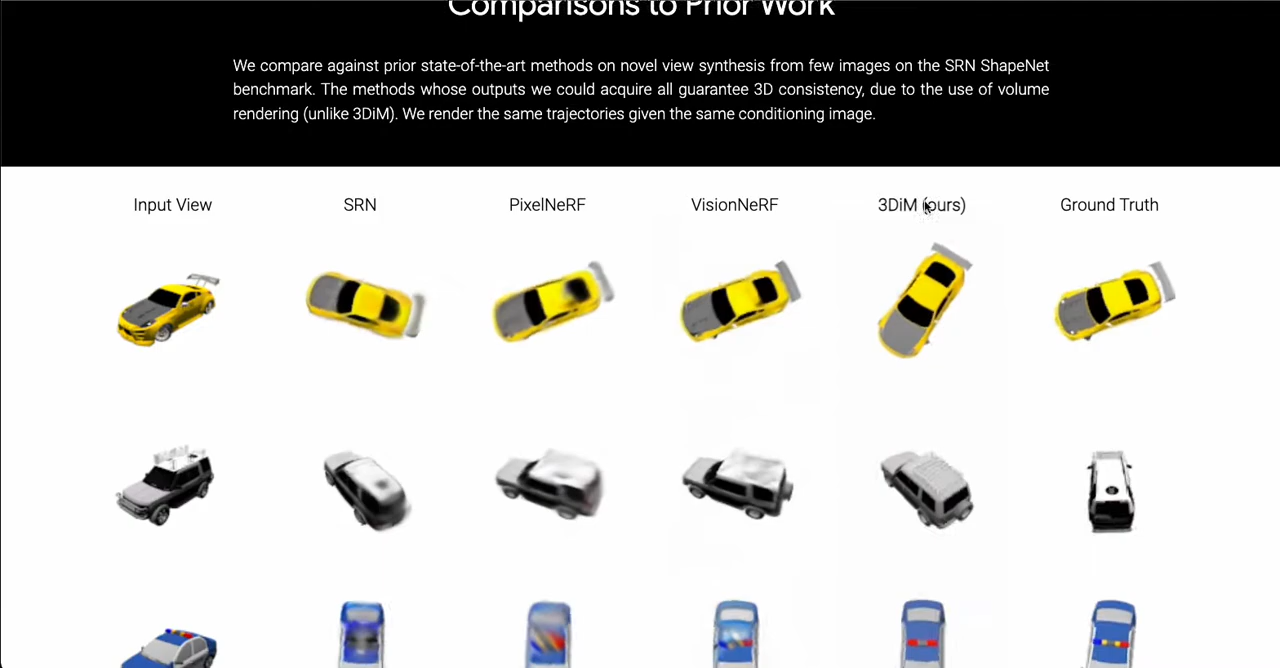 Comparisons to Prior Work
We compare against prior state-of-the-art methods on novel view synthesis from few images on the SRN ShapeNet
benchmark. The methods whose outputs we could acquire all guarantee 3D consistency, due to the use of volume
rendering (unlike 3DiM). We render the same trajectories given the same conditioning image.
Input View SRN PixelNeRF VisionNeRF 3DiM (ours) Ground Truth